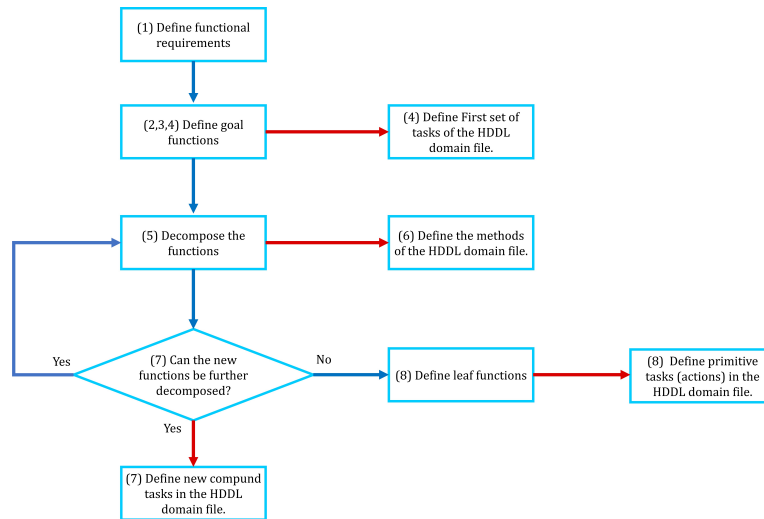 (1) Define functional
requirements
(2,3,4) Define goal
functions
(4) Define First set of
tasks of the HDDL
domain file.
(5) Decompose the
functions
(6) Define the methods
of the HDDL domain file.
Yes
(7) Can the new
functions be further
decomposed?
No
(8) Define leaf functions
(8)  Define primitive
tasks (actions) in the
HDDL domain file.
Yes
(7) Define new compund
tasks in the HDDL
domain file.